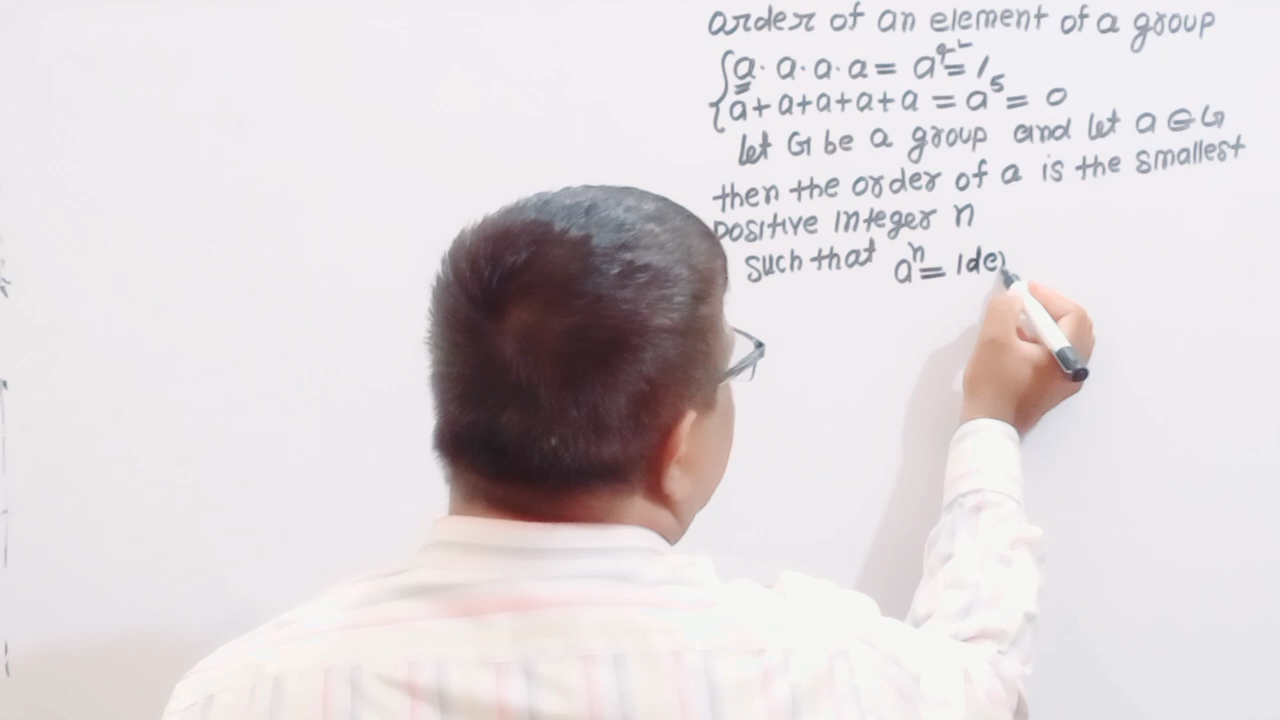 order of an element of a group
a · a · a · a = a⁴ = 1,
a + a + a + a + a = a⁵ = 0
let G be a group and let a ∈ G
then the order of a is the smallest
positive integer n
such that aⁿ = ide